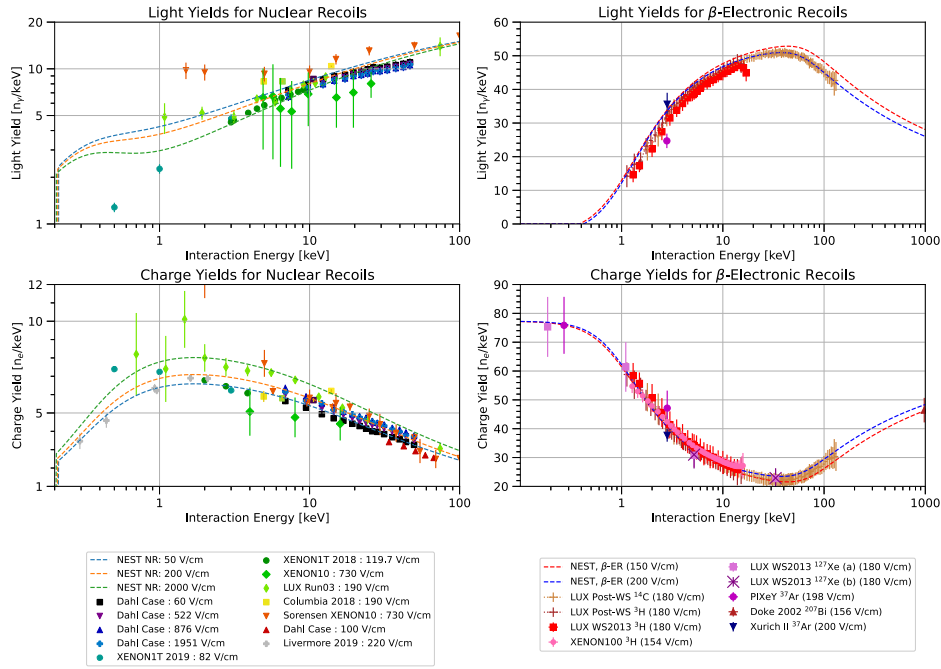 Light Yields for Nuclear Recoils
Light Yield [nγ/keV]
20
10
5
1
1
10
100
Interaction Energy [keV]
Light Yields for β-Electronic Recoils
Light Yield [nγ/keV]
60
50
40
30
20
10
0
1
10
100
1000
Interaction Energy [keV]
Charge Yields for Nuclear Recoils
Charge Yield [ne/keV]
12
10
5
1
1
10
100
Interaction Energy [keV]
Charge Yields for β-Electronic Recoils
Charge Yield [ne/keV]
90
80
70
60
50
40
30
20
1
10
100
1000
Interaction Energy [keV]
NEST NR: 50 V/cm
NEST NR: 200 V/cm
NEST NR: 2000 V/cm
Dahl Case : 60 V/cm
Dahl Case : 522 V/cm
Dahl Case : 876 V/cm
Dahl Case : 1951 V/cm
XENON1T 2019 : 82 V/cm
XENON1T 2018 : 119.7 V/cm
XENON10 : 730 V/cm
LUX Run03 : 190 V/cm
Columbia 2018 : 190 V/cm
Sorensen XENON10 : 730 V/cm
Dahl Case : 100 V/cm
Livermore 2019 : 220 V/cm
NEST, β-ER (150 V/cm)
NEST, β-ER (200 V/cm)
LUX Post-WS ¹⁴C (180 V/cm)
LUX Post-WS ³H (180 V/cm)
LUX WS2013 ³H (180 V/cm)
XENON100 ³H (154 V/cm)
LUX WS2013 ¹²⁷Xe (a) (180 V/cm)
LUX WS2013 ¹²⁷Xe (b) (180 V/cm)
PIXeY ³⁷Ar (198 V/cm)
Doke 2002 ²⁰⁷Bi (156 V/cm)
Xurich II ³⁷Ar (200 V/cm)